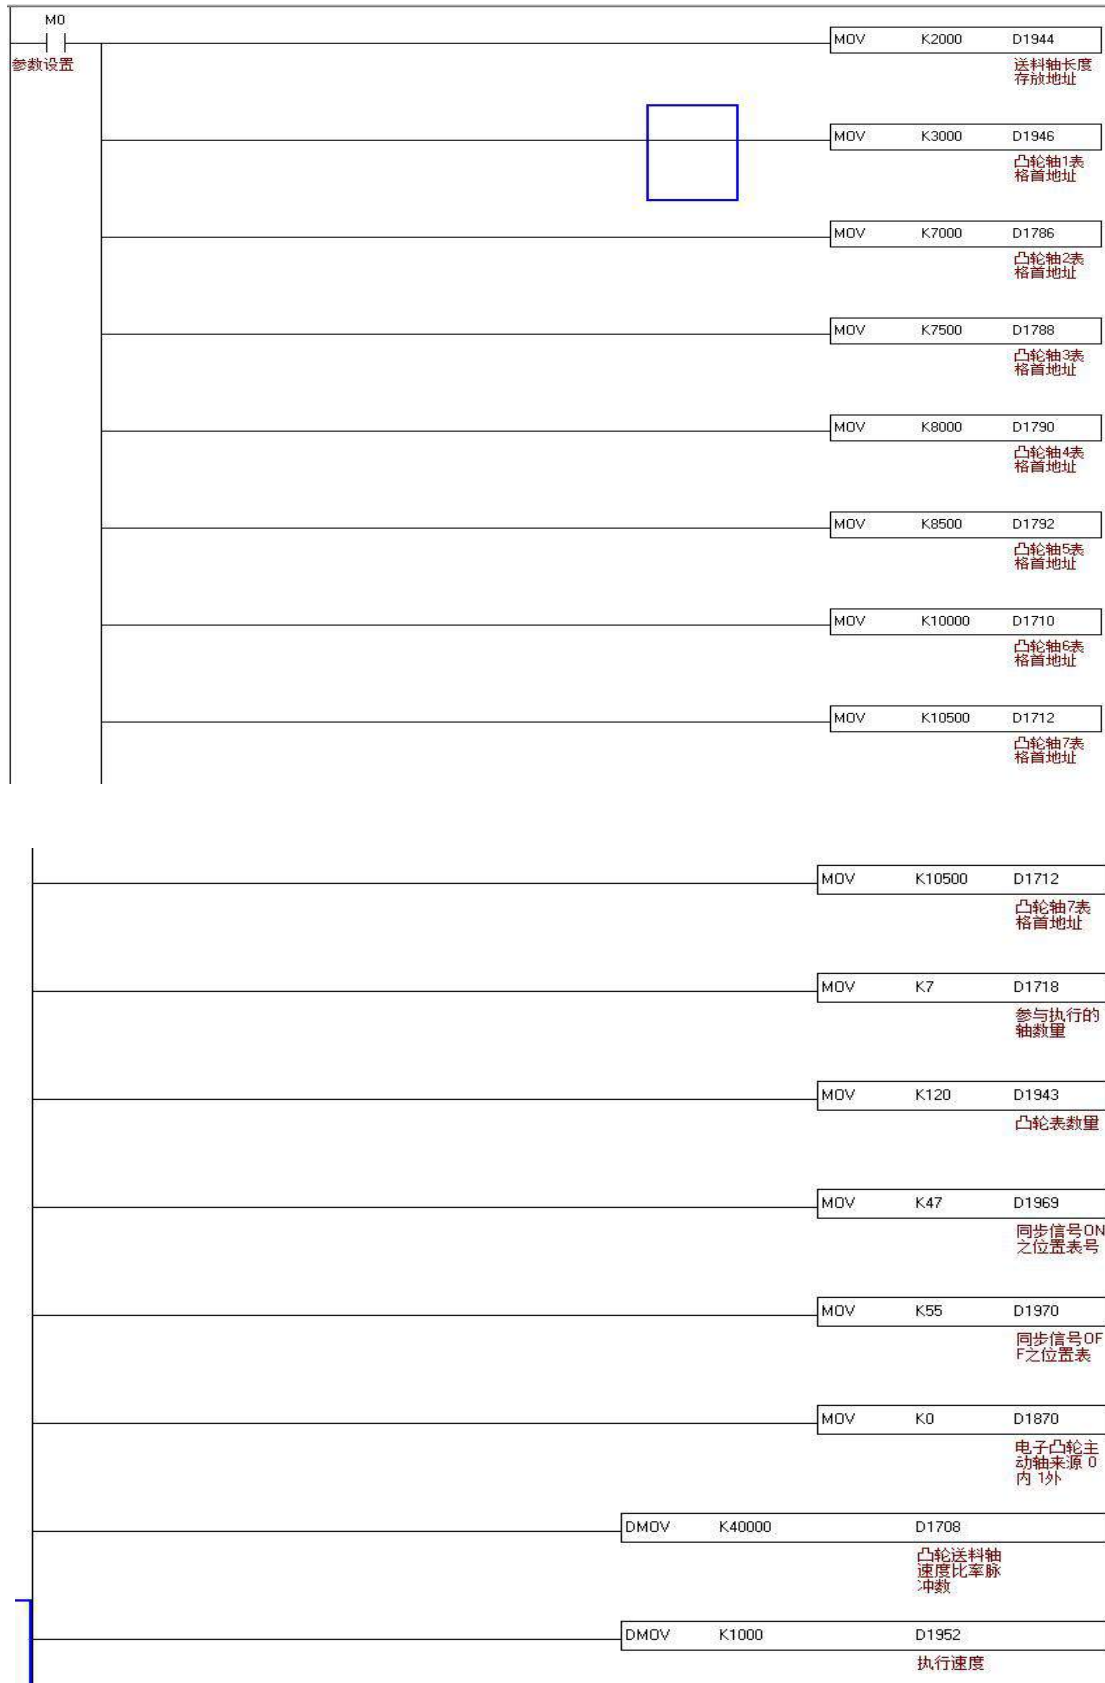 M0
参数设置
MOV K2000 D1944
送料轴长度
存放地址
MOV K3000 D1946
凸轮轴1表
格首地址
MOV K7000 D1786
凸轮轴2表
格首地址
MOV K7500 D1788
凸轮轴3表
格首地址
MOV K8000 D1790
凸轮轴4表
格首地址
MOV K8500 D1792
凸轮轴5表
格首地址
MOV K10000 D1710
凸轮轴6表
格首地址
MOV K10500 D1712
凸轮轴7表
格首地址
MOV K10500 D1712
凸轮轴7表
格首地址
MOV K7 D1718
参与执行的
轴数量
MOV K120 D1943
凸轮表数量
MOV K47 D1969
同步信号ON
之位置表号
MOV K55 D1970
同步信号OF
F之位置表
MOV K0 D1870
电子凸轮主
动轴来源 0
内 1外
DMOV K40000 D1708
凸轮送料轴
速度比率脉
冲数
DMOV K1000 D1952
执行速度